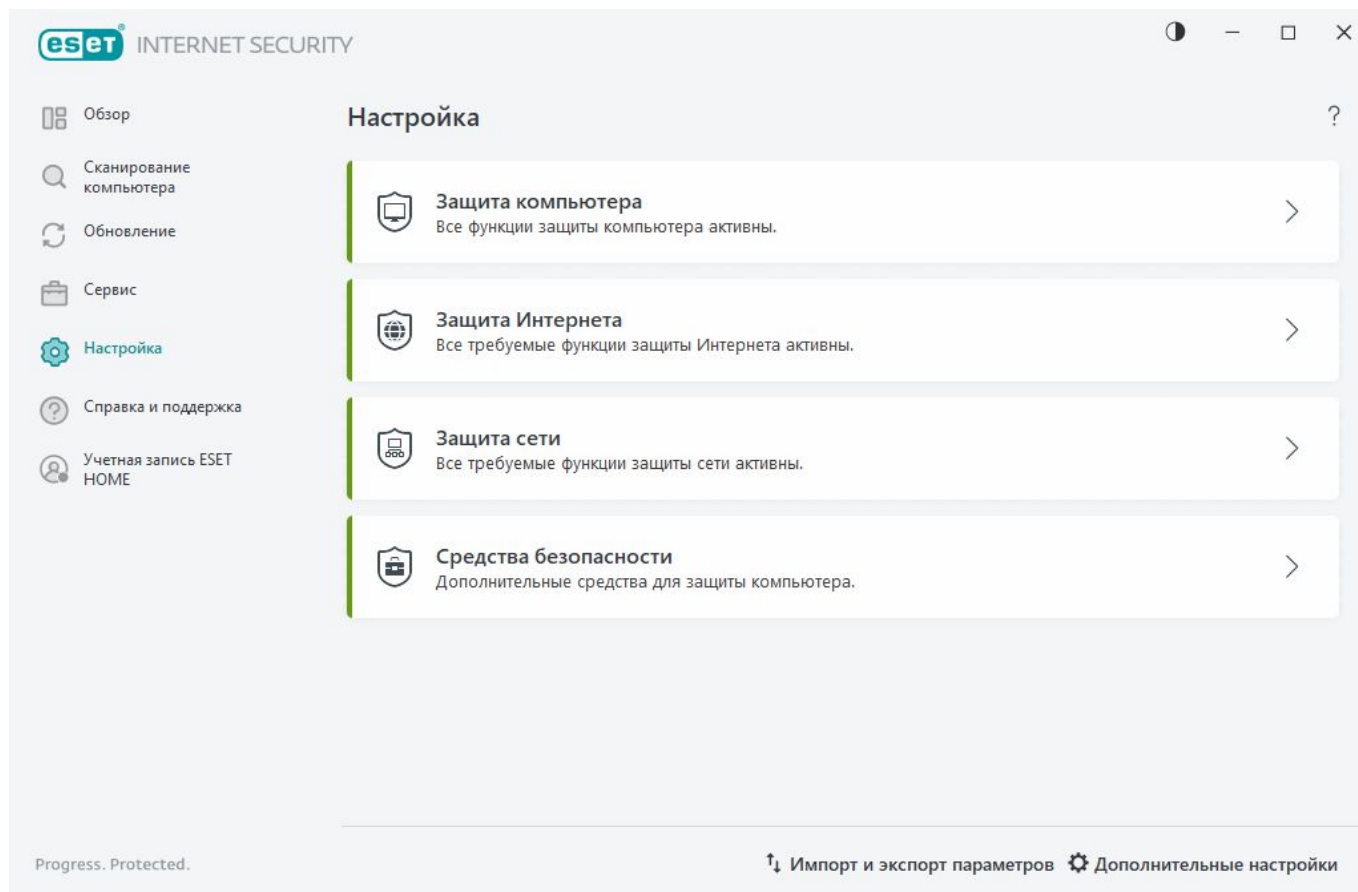 eset® INTERNET SECURITY
Обзор
Сканирование
компьютера
Обновление
Сервис
Настройка
Справка и поддержка
Учетная запись ESET
HOME
Настройка
?
Защита компьютера
Все функции защиты компьютера активны.
Защита Интернета
Все требуемые функции защиты Интернета активны.
Защита сети
Все требуемые функции защиты сети активны.
Средства безопасности
Дополнительные средства для защиты компьютера.
Progress. Protected.
Импорт и экспорт параметров
Дополнительные настройки